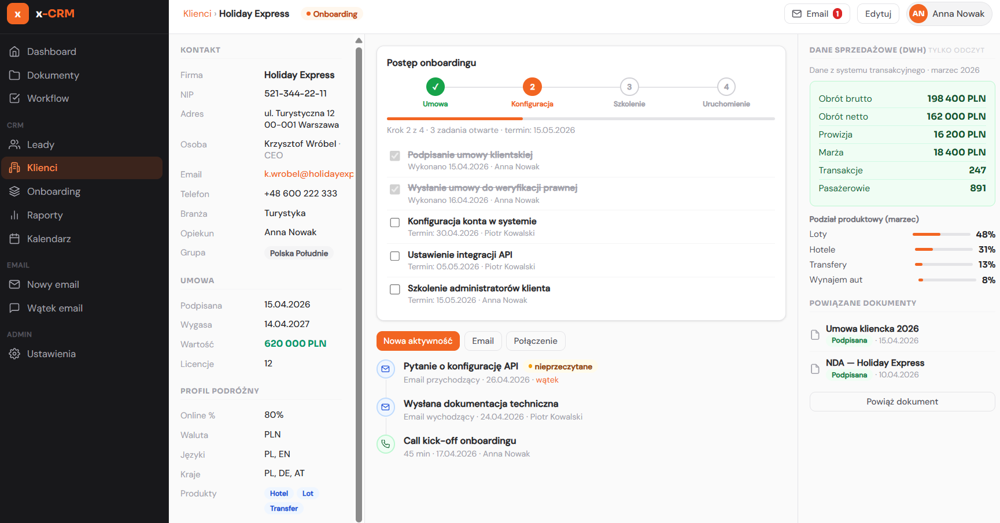 x
x-CRM
Dashboard
Dokumenty
Workflow
CRM
Leady
Klienci
Onboarding
Raporty
Kalendarz
EMAIL
Nowy email
Wątek email
ADMIN
Ustawienia
Klienci › Holiday Express
Onboarding
Email 1
Edytuj
AN Anna Nowak
KONTAKT
Firma Holiday Express
NIP 521-344-22-11
Adres ul. Turystyczna 12
00-001 Warszawa
Osoba Krzysztof Wróbel ·
CEO
Email k.wrobel@holidayexp
Telefon +48 600 222 333
Branża Turystyka
Opiekun Anna Nowak
Grupa Polska Południe
UMOWA
Podpisana 15.04.2026
Wygasa 14.04.2027
Wartość 620 000 PLN
Licencje 12
PROFIL PODRÓŻNY
Online % 80%
Waluta PLN
Języki PL, EN
Kraje PL, DE, AT
Produkty Hotel Lot
Transfer
Postęp onboardingu
✓ 2 3 4
Umowa Konfiguracja Szkolenie Uruchomienie
Krok 2 z 4 · 3 zadania otwarte · termin: 15.05.2026
Podpisanie umowy klientskiej
Wykonano 15.04.2026 · Anna Nowak
Wysłanie umowy do weryfikacji prawnej
Wykonano 16.04.2026 · Anna Nowak
Konfiguracja konta w systemie
Termin: 30.04.2026 · Piotr Kowalski
Ustawienie integracji API
Termin: 05.05.2026 · Piotr Kowalski
Szkolenie administratorów klienta
Termin: 15.05.2026 · Anna Nowak
Nowa aktywność Email Połączenie
Pytanie o konfigurację API nieprzeczytane
Email przychodzący · 26.04.2026 · wątek
Wysłana dokumentacja techniczna
Email wychodzący · 24.04.2026 · Piotr Kowalski
Call kick-off onboardingu
45 min · 17.04.2026 · Anna Nowak
DANE SPRZEDAŻOWE (DWH) TYLKO ODCZYT
Dane z systemu transakcyjnego · marzec 2026
Obrót brutto 198 400 PLN
Obrót netto 162 000 PLN
Prowizja 16 200 PLN
Marża 18 400 PLN
Transakcje 247
Pasażerowie 891
Podział produktowy (marzec)
Loty 48%
Hotele 31%
Transfery 13%
Wynajem aut 8%
POWIĄZANE DOKUMENTY
Umowa kliencka 2026
Podpisana · 15.04.2026
NDA — Holiday Express
Podpisana · 10.04.2026
Powiąż dokument